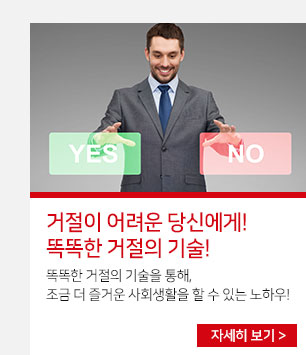 YES NO
거절이 어려운 당신에게!
똑똑한 거절의 기술!
똑똑한 거절의 기술을 통해,
조금 더 즐거운 사회생활을 할 수 있는 노하우!
자세히 보기 >